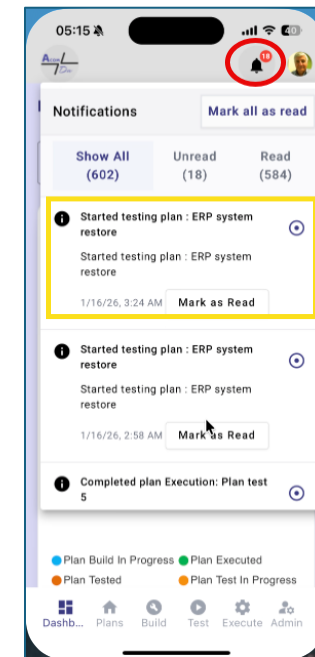 05:15
40
18
Notifications
Mark all as read
Show All
(602)
Unread
(18)
Read
(584)
Started testing plan : ERP system
restore
Started testing plan : ERP system
restore
1/16/26, 3:24 AM
Mark as Read
Started testing plan : ERP system
restore
Started testing plan : ERP system
restore
1/16/26, 2:58 AM
Mark as Read
Completed plan Execution: Plan test
5
Plan Build In Progress
Plan Executed
Plan Tested
Plan Test In Progress
Dashb...
Plans
Build
Test
Execute
Admin